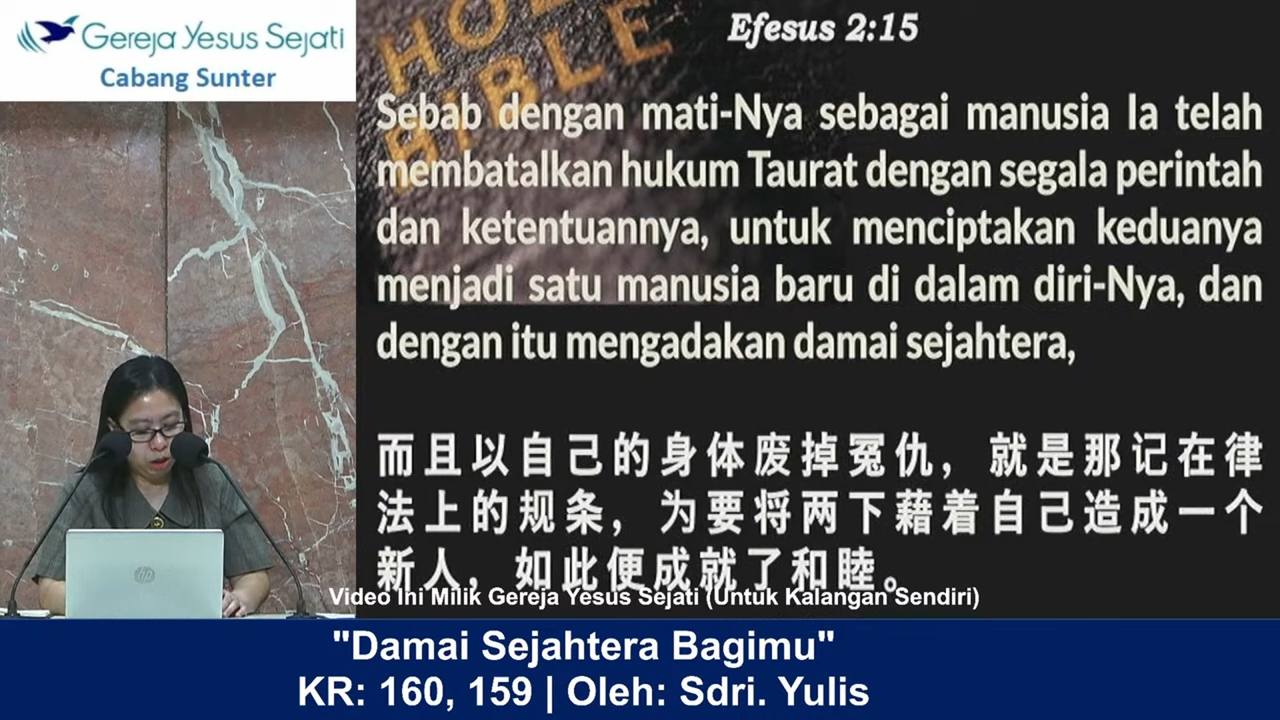 Gereja Yesus Sejati
Cabang Sunter
HOLY
BIBLE
Efesus 2:15
Sebab dengan mati-Nya sebagai manusia Ia telah
membatalkan hukum Taurat dengan segala perintah
dan ketentuannya, untuk menciptakan keduanya
menjadi satu manusia baru di dalam diri-Nya, dan
dengan itu mengadakan damai sejahtera,
而且以自己的身体废掉冤仇，就是那记在律
法上的规条，为要将两下藉着自己造成一个
新人，如此便成就了和睦。
hp
Video Ini Milik Gereja Yesus Sejati (Untuk Kalangan Sendiri)
"Damai Sejahtera Bagimu"
KR: 160, 159 | Oleh: Sdri. Yulis